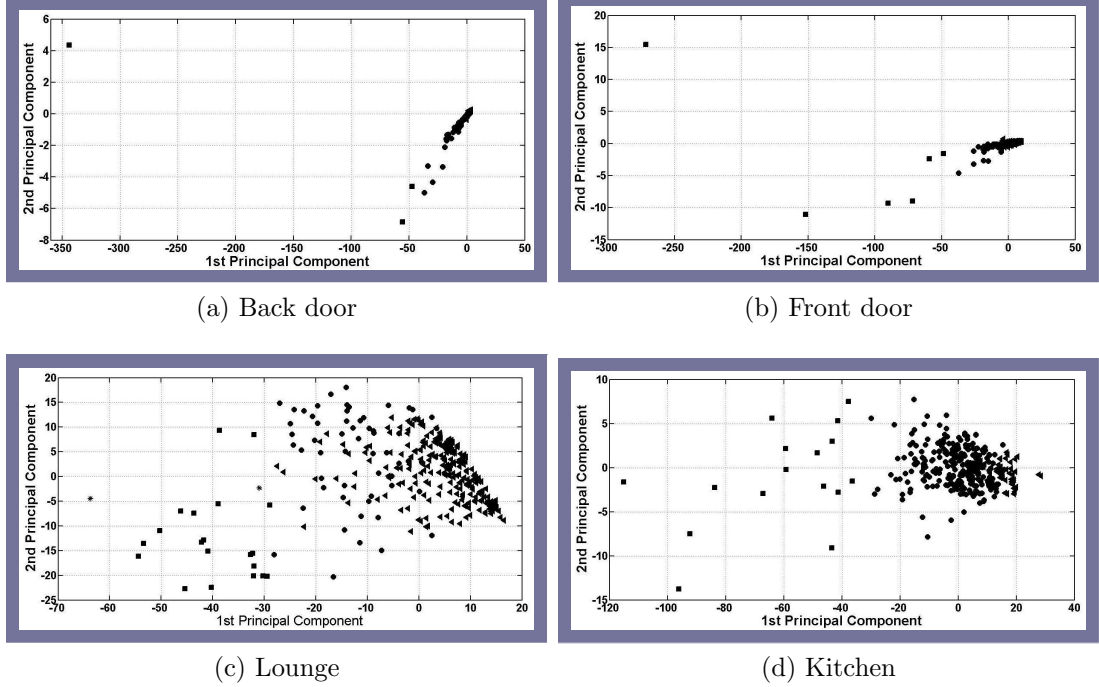 6
4
2
0
-2
-4
-6
-8
2nd Principal Component
-350 -300 -250 -200 -150 -100 -50 0 50
1st Principal Component
(a) Back door
20
15
10
5
0
-5
-10
-15
2nd Principal Component
-300 -250 -200 -150 -100 -50 0 50
1st Principal Component
(b) Front door
20
15
10
5
0
-5
-10
-15
-20
-25
2nd Principal Component
-70 -60 -50 -40 -30 -20 -10 0 10 20
1st Principal Component
(c) Lounge
10
5
0
-5
-10
-15
2nd Principal Component
-120 -100 -80 -60 -40 -20 0 20 40
1st Principal Component
(d) Kitchen